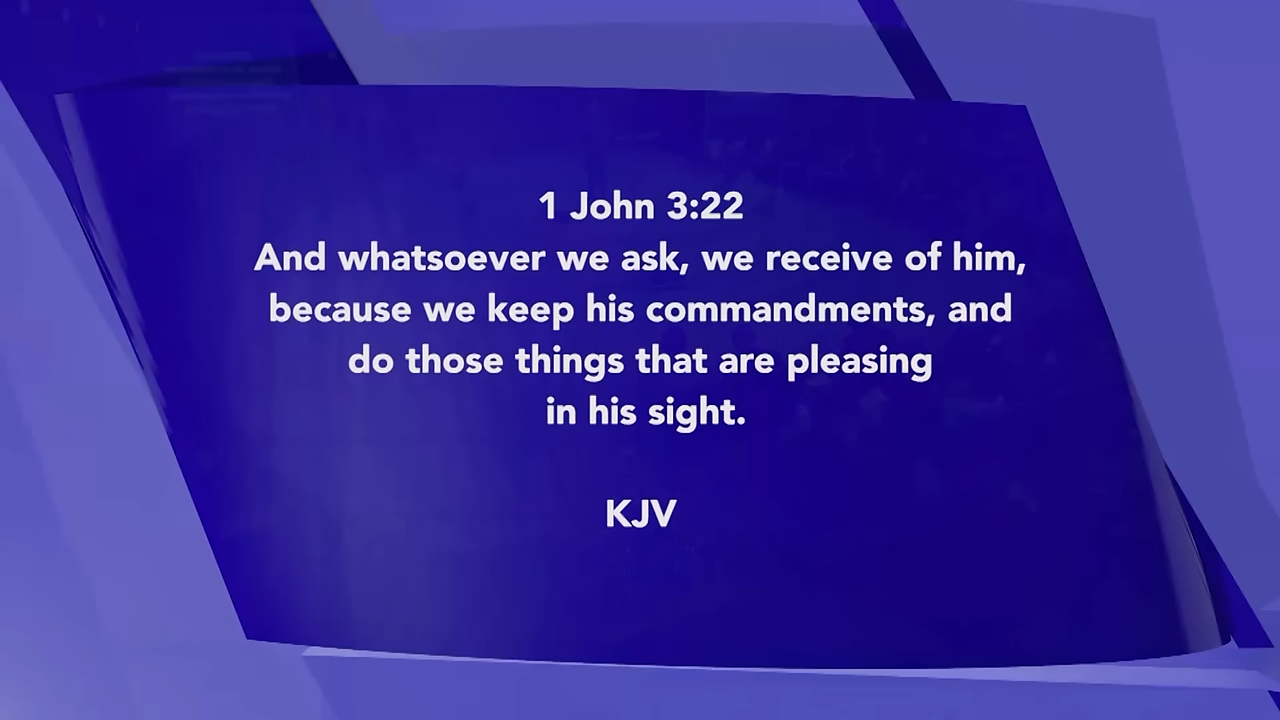 1 John 3:22
And whatsoever we ask, we receive of him,
because we keep his commandments, and
do those things that are pleasing
in his sight.
KJV